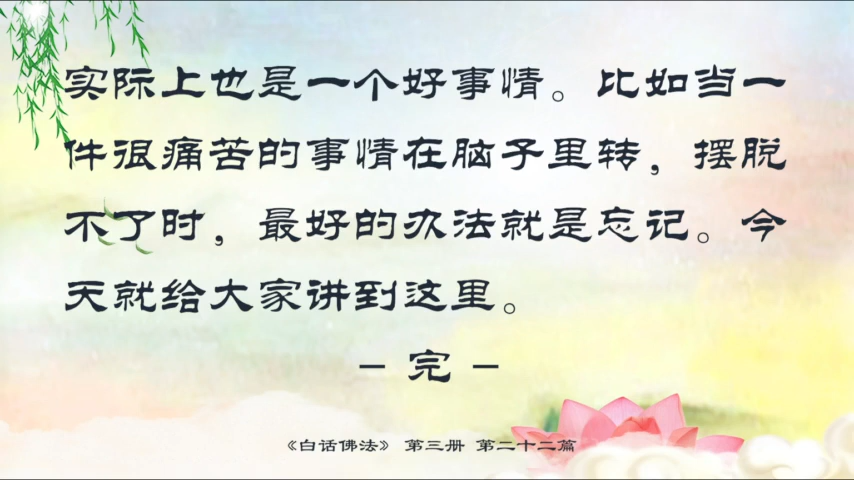 实际上也是一个好事情。比如当一
件很痛苦的事情在脑子里转，摆脱
不了时，最好的办法就是忘记。今
天就给大家讲到这里。
– 完 –
《白话佛法》 第三册 第二十二篇